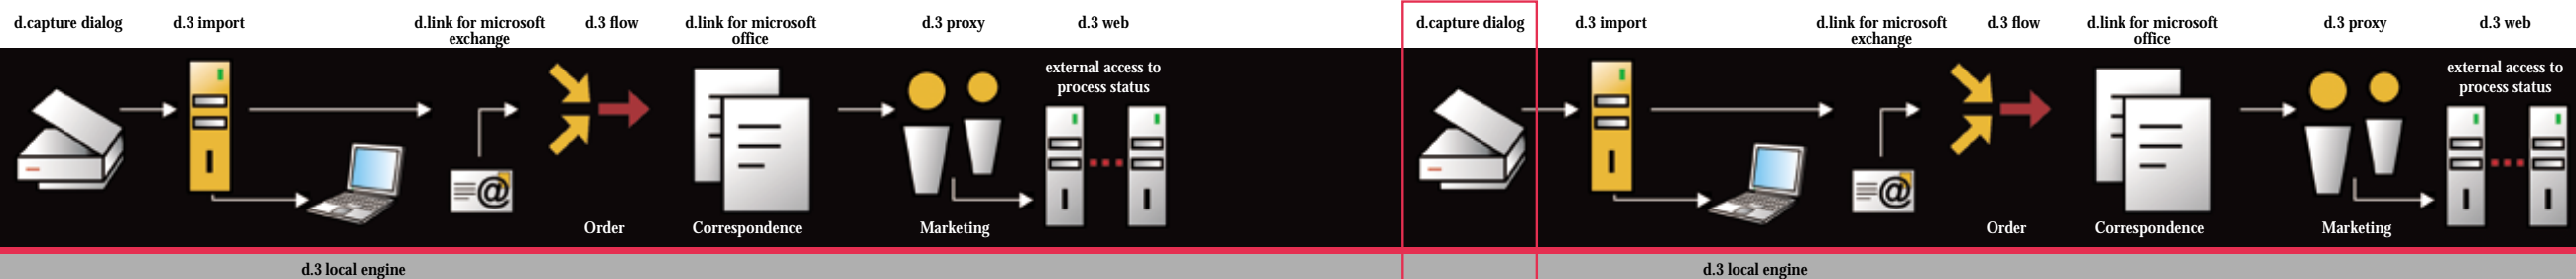 d.capture dialog
d.3 import
d.link for microsoft
exchange
d.3 flow
d.link for microsoft
office
d.3 proxy
d.3 web
external access to
process status
@
Order
Correspondence
Marketing
d.3 local engine
d.capture dialog
d.3 import
d.link for microsoft
exchange
d.3 flow
d.link for microsoft
office
d.3 proxy
d.3 web
external access to
process status
@
Order
Correspondence
Marketing
d.3 local engine